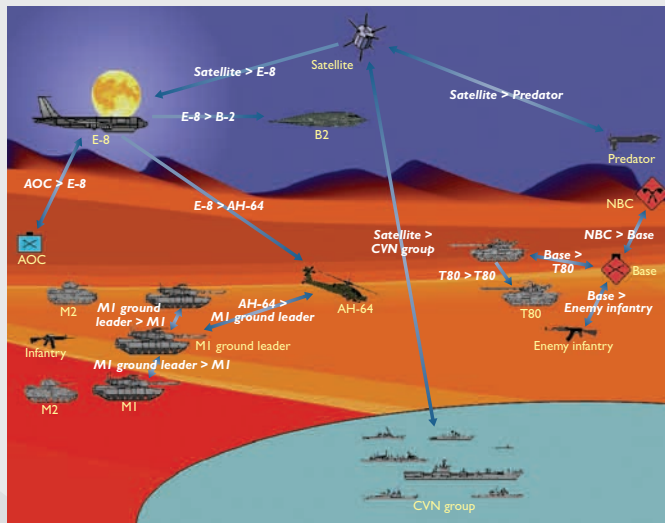 Satellite
Satellite > E-8
Satellite > Predator
E-8 > B-2
E-8
B2
Predator
AOC > E-8
E-8 > AH-64
NBC
Satellite >
CVN group
NBC > Base
AOC
Base >
T80
Base
T80 > T80
M2
M1 ground
leader > M1
AH-64 >
M1 ground leader
AH-64
T80
Base >
Enemy infantry
Infantry
M1 ground leader
Enemy infantry
M1 ground leader > M1
M2
M1
CVN group